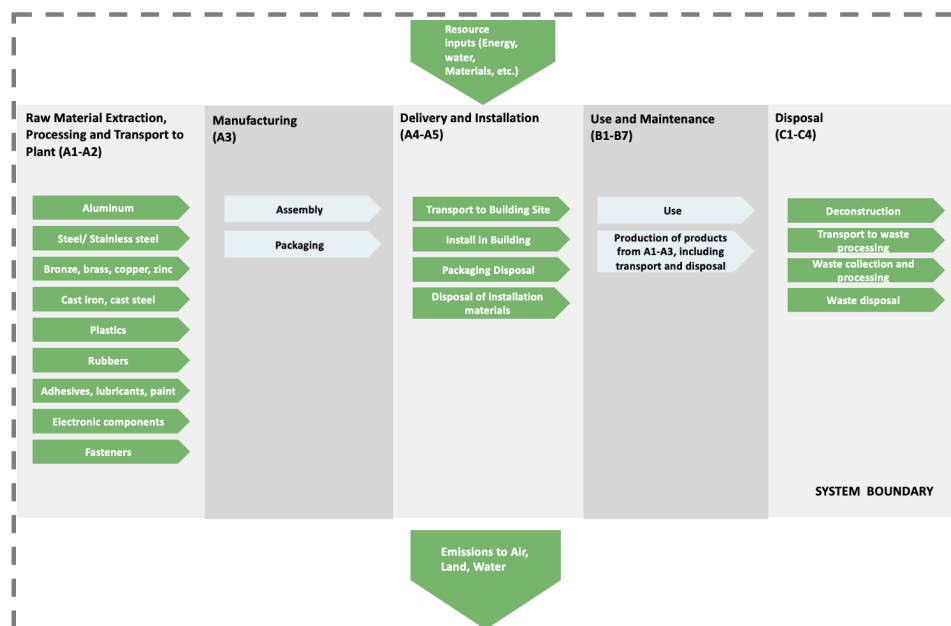 Resource
inputs (Energy,
water,
Materials, etc.)
Raw Material Extraction,
Processing and Transport to
Plant (A1-A2)
Aluminum
Steel/ Stainless steel
Bronze, brass, copper, zinc
Cast iron, cast steel
Plastics
Rubbers
Adhesives, lubricants, paint
Electronic components
Fasteners
Manufacturing
(A3)
Assembly
Packaging
Delivery and Installation
(A4-A5)
Transport to Building Site
Install in Building
Packaging Disposal
Disposal of installation
materials
Use and Maintenance
(B1-B7)
Use
Production of products
from A1-A3, including
transport and disposal
Disposal
(C1-C4)
Deconstruction
Transport to waste
processing
Waste collection and
processing
Waste disposal
SYSTEM BOUNDARY
Emissions to Air,
Land, Water